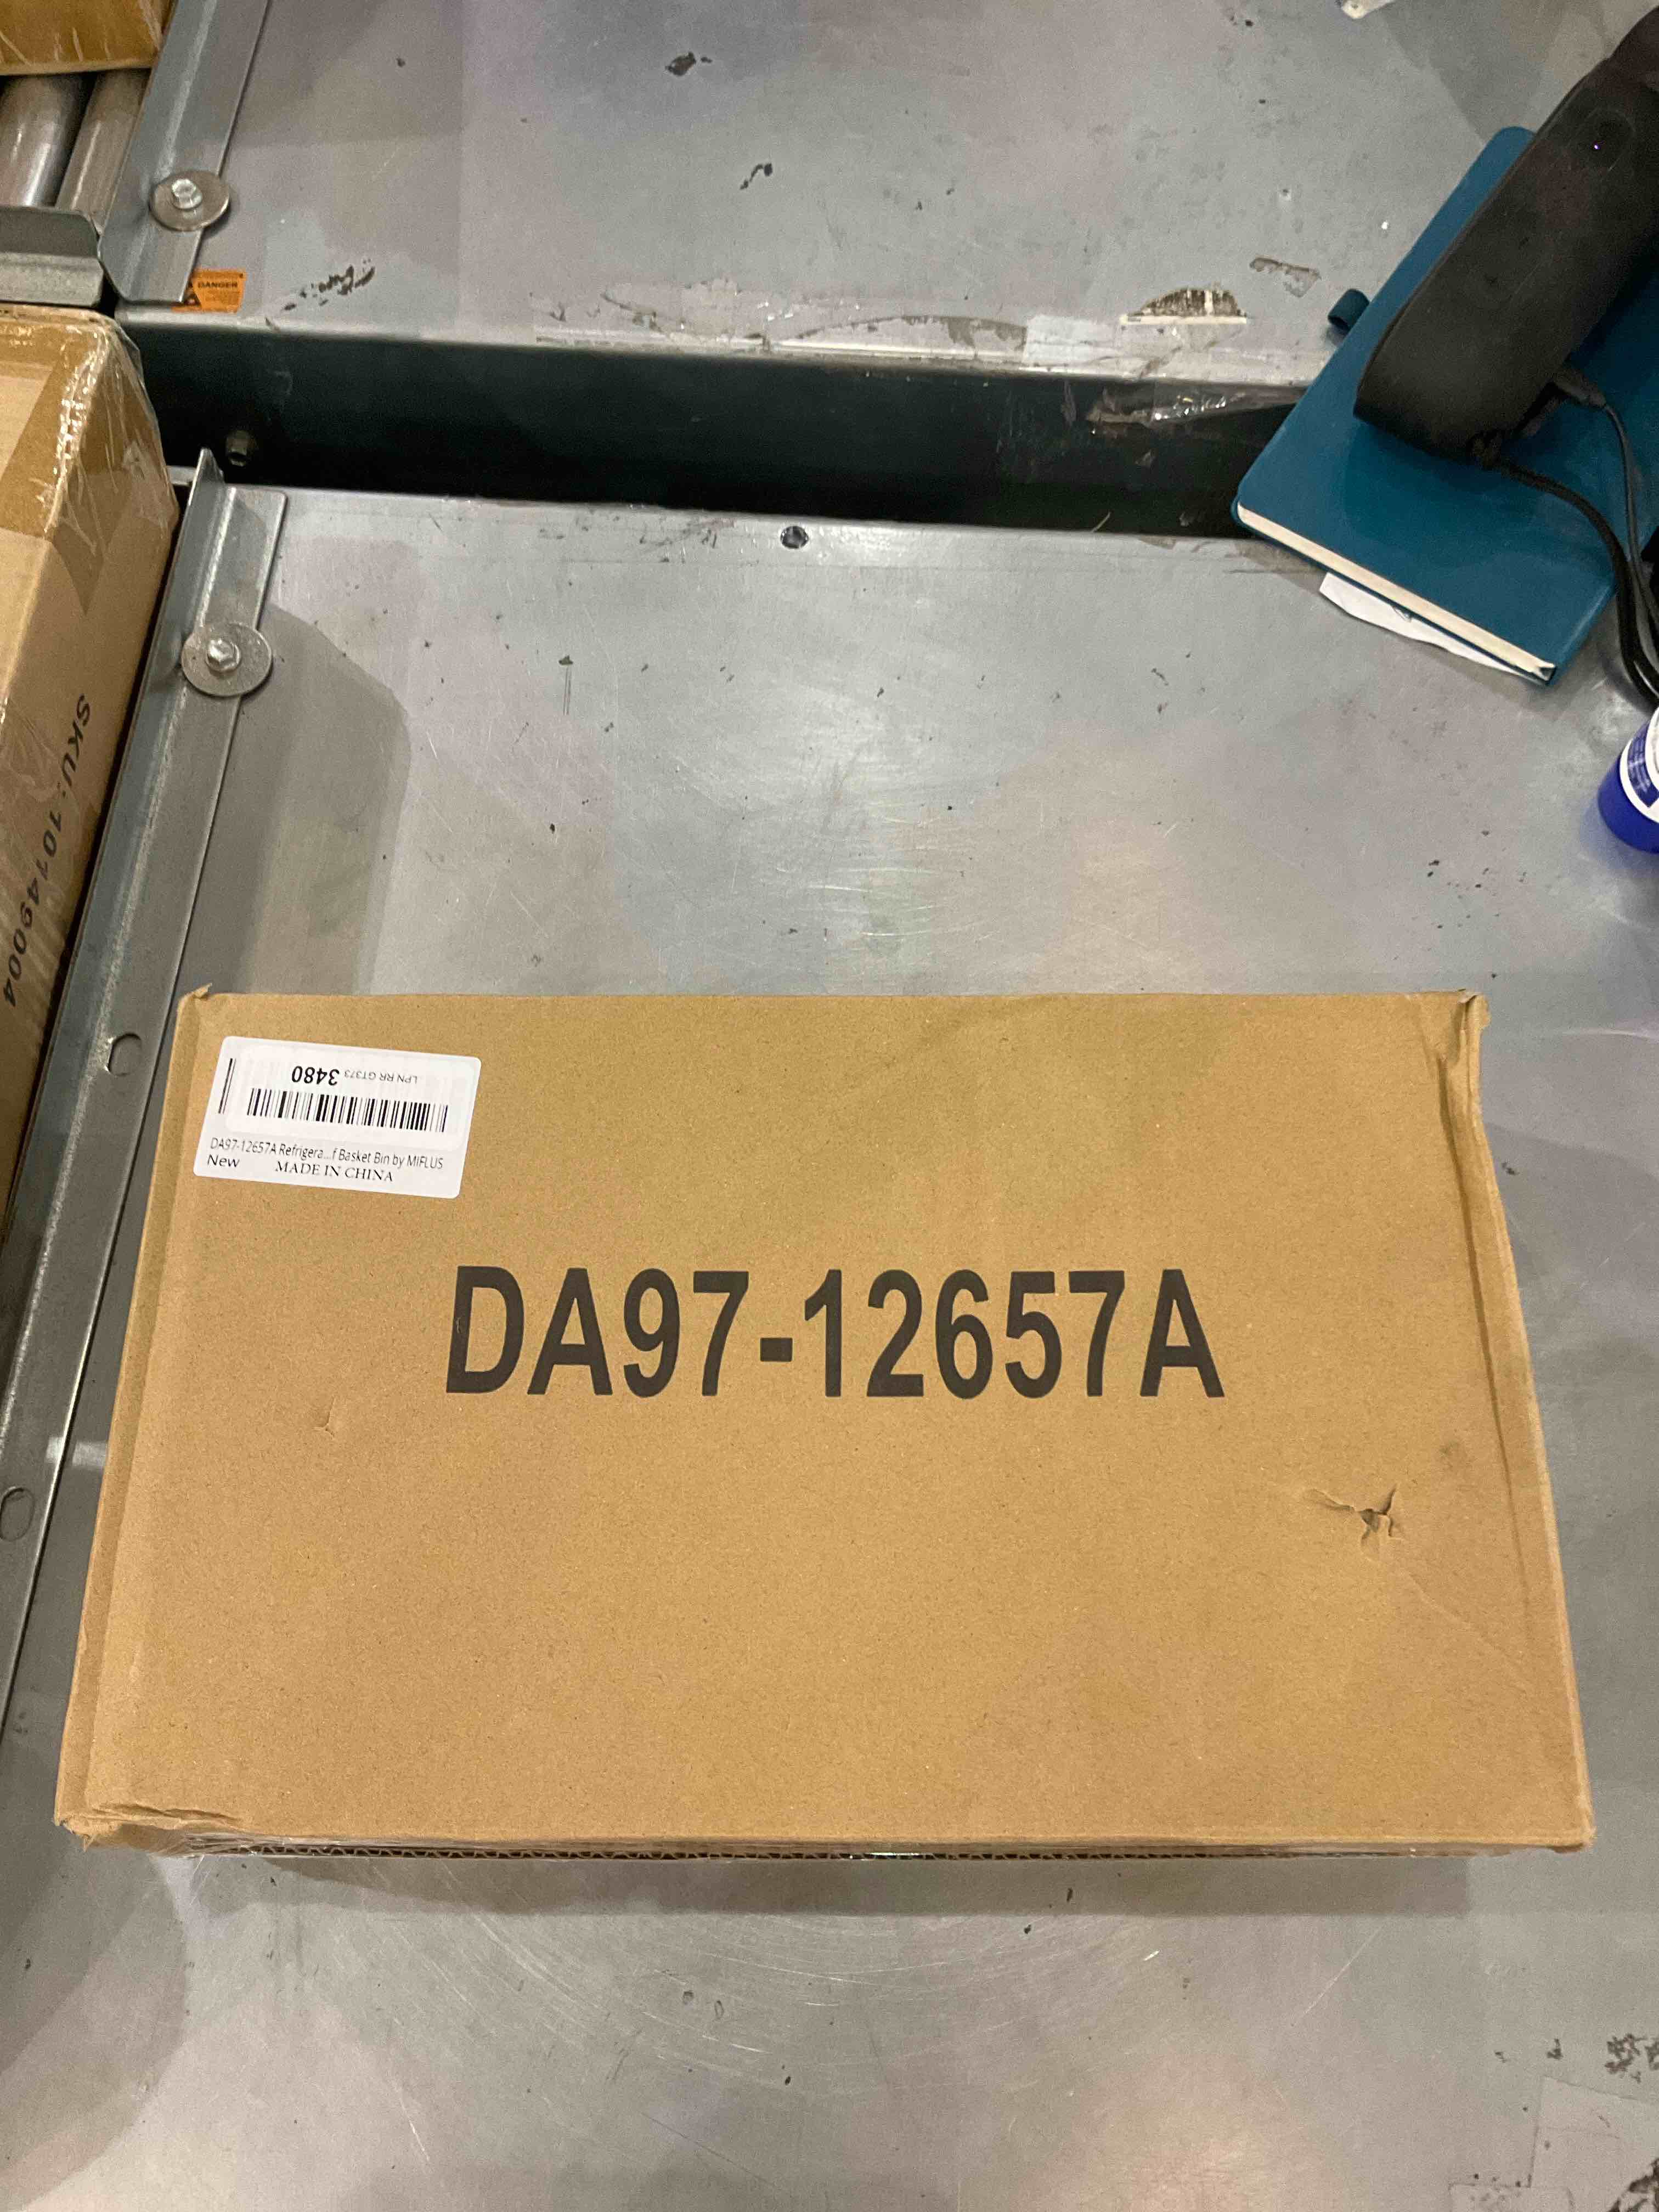 DANGER
SKU:101449004
LPN RR GT373 3480
DA97-12657A Refrigera...f Basket Bin by MIFLUS
New
MADE IN CHINA
DA97-12657A